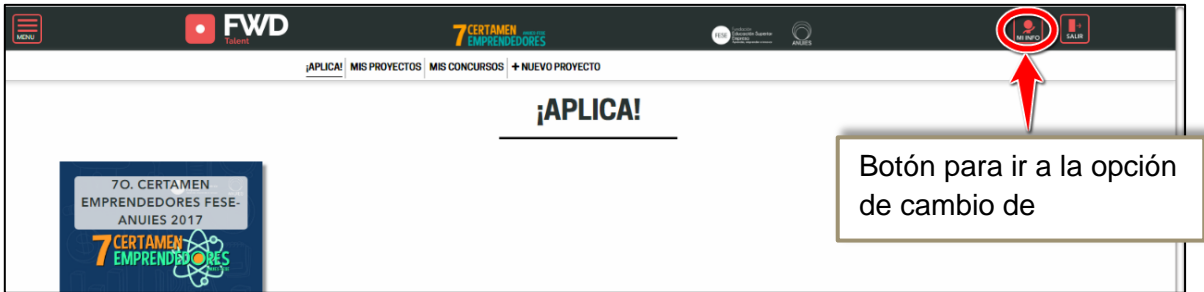 MENU
FWD
Talent
7 CERTAMEN
EMPRENDEDORES
FESE
ANUIES
MI INFO
SALIR
¡APLICA! MIS PROYECTOS MIS CONCURSOS + NUEVO PROYECTO
¡APLICA!
7O. CERTAMEN
EMPRENDEDORES FESE-
ANUIES 2017
7 CERTAMEN
EMPRENDEDORES
Botón para ir a la opción
de cambio de